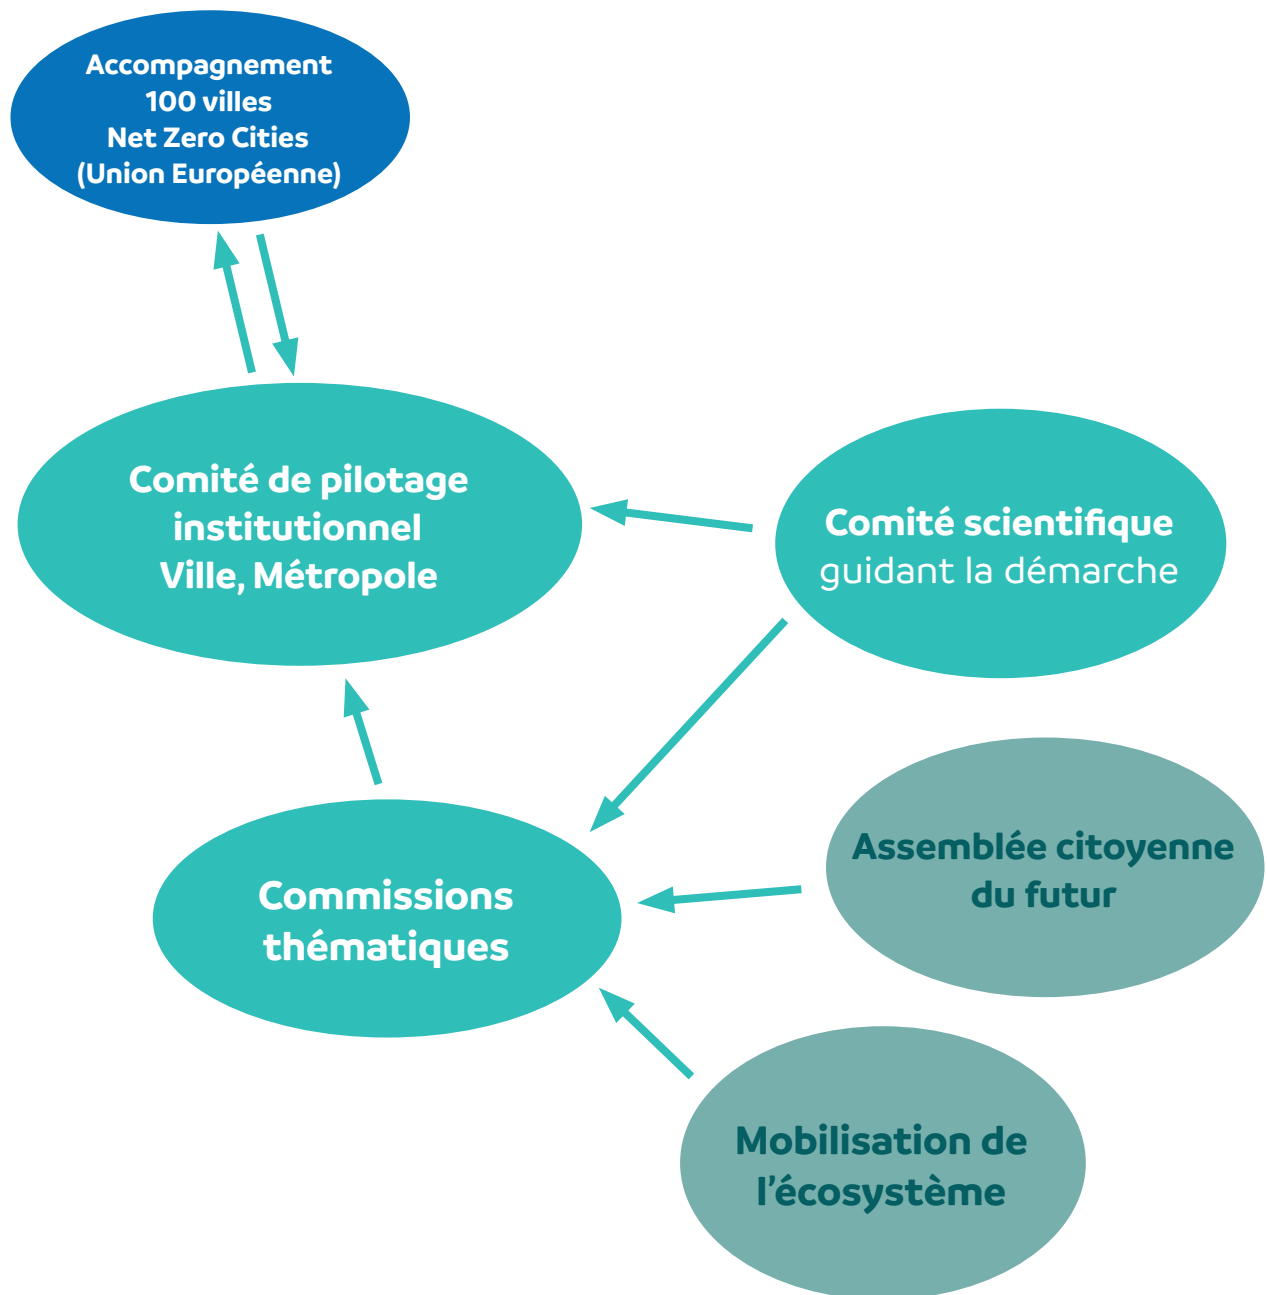 Accompagnement
100 villes
Net Zero Cities
(Union Européenne)
Comité de pilotage
institutionnel
Ville, Métropole
Comité scientifique
guidant la démarche
Assemblée citoyenne
du futur
Commissions
thématiques
Mobilisation de
l'écosystème